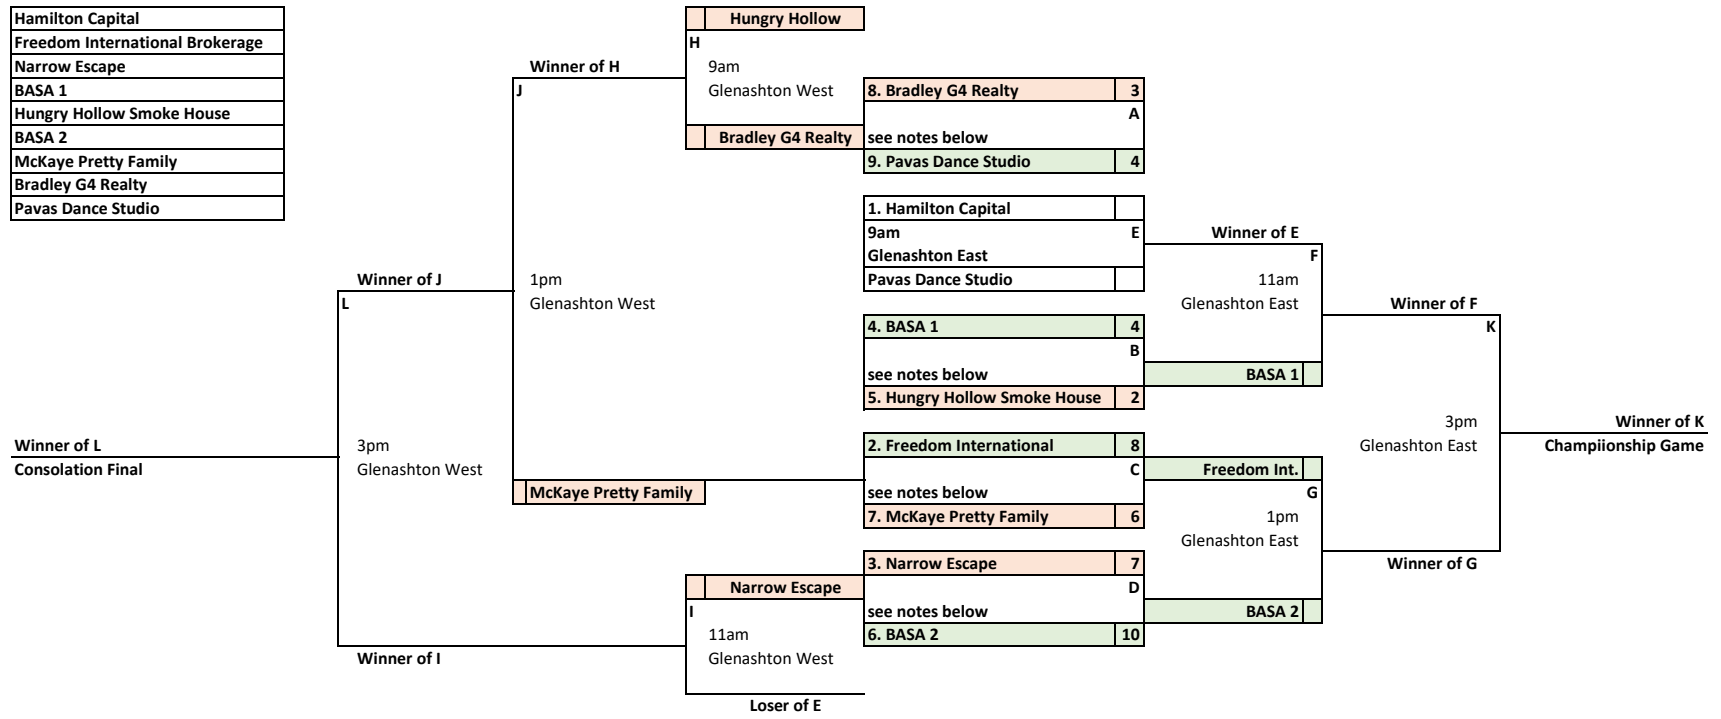 Hamilton Capital
Freedom International Brokerage
Narrow Escape
BASA 1
Hungry Hollow Smoke House
BASA 2
McKaye Pretty Family
Bradley G4 Realty
Pavas Dance Studio
Hungry Hollow
H
9am
Glenashton West
Bradley G4 Realty
Winner of H
J
1pm
Glenashton West
McKaye Pretty Family
Winner of J
L
3pm
Glenashton West
Winner of I
Winner of L
Consolation Final
Narrow Escape
I
11am
Glenashton West
Loser of E
8. Bradley G4 Realty 3
A
see notes below
9. Pavas Dance Studio 4
1. Hamilton Capital
9am E
Glenashton East
Pavas Dance Studio
4. BASA 1 4
B
see notes below
5. Hungry Hollow Smoke House 2
2. Freedom International 8
C
see notes below
7. McKaye Pretty Family 6
3. Narrow Escape 7
D
see notes below
6. BASA 2 10
Winner of E
F
11am
Glenashton East
BASA 1
Freedom Int.
G
1pm
Glenashton East
BASA 2
Winner of F
K
3pm
Glenashton East
Winner of G
Winner of K
Champiionship Game